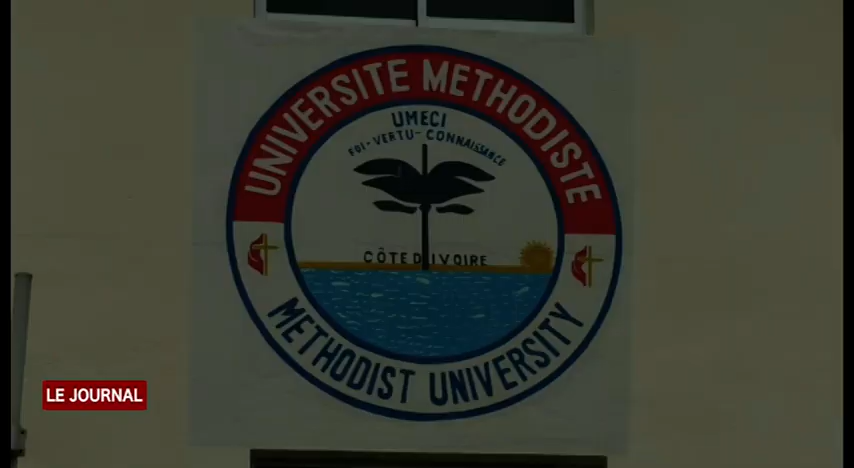 UNIVERSITE METHODISTE
UMECI
FOI-VERTU-CONNAISSANCE
CÔTE D'IVOIRE
METHODIST UNIVERSITY
LE JOURNAL